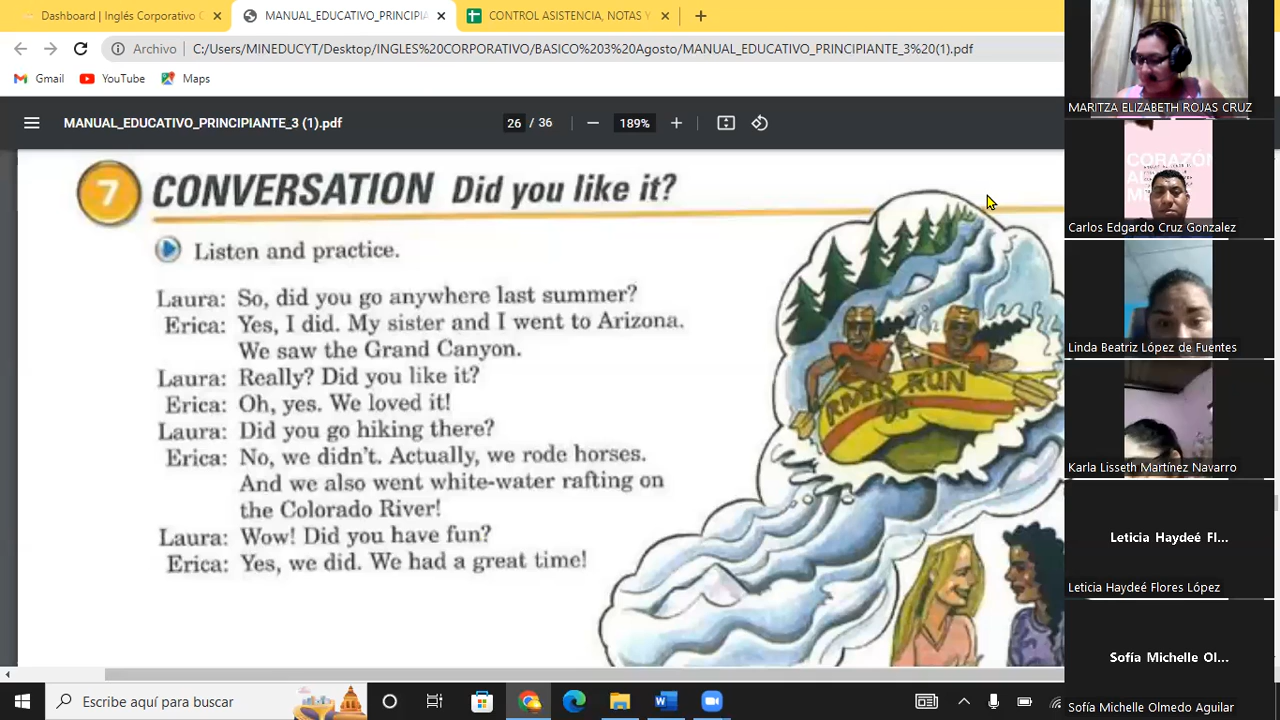 Dashboard | Inglés Corporativo C
MANUAL_EDUCATIVO_PRINCIPIA
CONTROL ASISTENCIA, NOTAS Y
Archivo
C:/Users/MINEDUCYT/Desktop/INGLES%20CORPORATIVO/BASICO%203%20Agosto/MANUAL_EDUCATIVO_PRINCIPIANTE_3%20(1).pdf
Gmail
YouTube
Maps
MANUAL_EDUCATIVO_PRINCIPIANTE_3 (1).pdf
26 / 36
189%
7 CONVERSATION Did you like it?
Listen and practice.
Laura: So, did you go anywhere last summer?
Erica: Yes, I did. My sister and I went to Arizona.
We saw the Grand Canyon.
Laura: Really? Did you like it?
Erica: Oh, yes. We loved it!
Laura: Did you go hiking there?
Erica: No, we didn't. Actually, we rode horses.
And we also went white-water rafting on
the Colorado River!
Laura: Wow! Did you have fun?
Erica: Yes, we did. We had a great time!
RIVER RUN
MARITZA ELIZABETH ROJAS CRUZ
CORAZÓN
Carlos Edgardo Cruz Gonzalez
Linda Beatriz López de Fuentes
Karla Lisseth Martínez Navarro
Leticia Haydeé Fl...
Leticia Haydeé Flores López
Sofía Michelle Ol...
Sofía Michelle Olmedo Aguilar
Escribe aquí para buscar